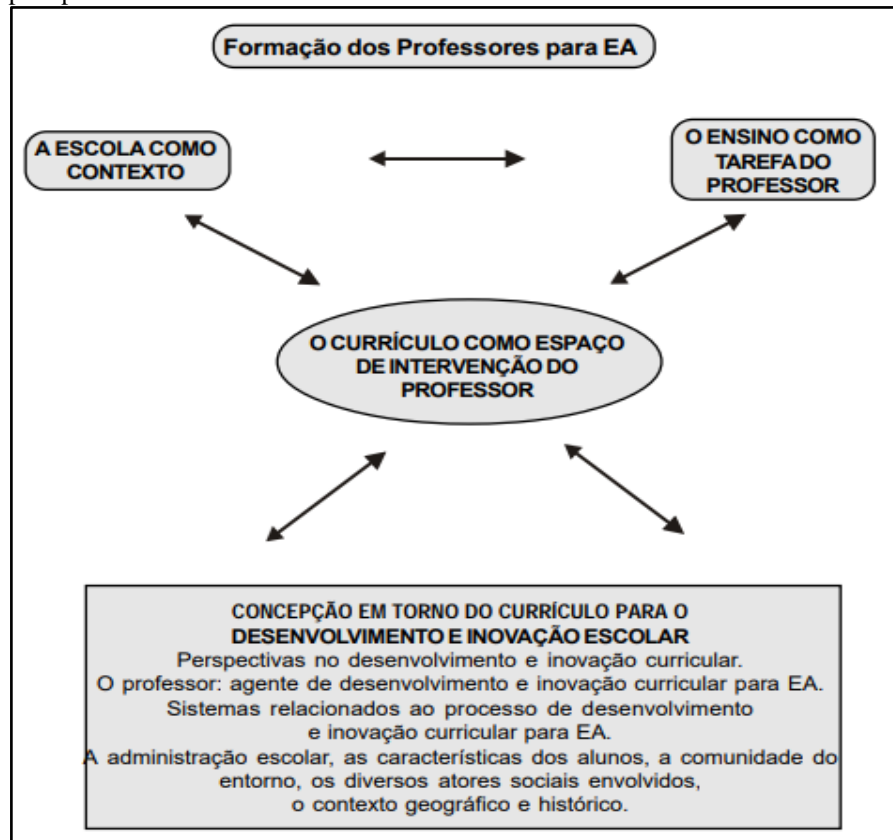 Formação dos Professores para EA
A ESCOLA COMO
CONTEXTO
O ENSINO COMO
TAREFA DO
PROFESSOR
O CURRÍCULO COMO ESPAÇO
DE INTERVENÇÃO DO
PROFESSOR
CONCEPÇÃO EM TORNO DO CURRÍCULO PARA O
DESENVOLVIMENTO E INOVAÇÃO ESCOLAR
Perspectivas no desenvolvimento e inovação curricular.
O professor: agente de desenvolvimento e inovação curricular para EA.
Sistemas relacionados ao processo de desenvolvimento
e inovação curricular para EA.
A administração escolar, as características dos alunos, a comunidade do
entorno, os diversos atores sociais envolvidos,
o contexto geográfico e histórico.